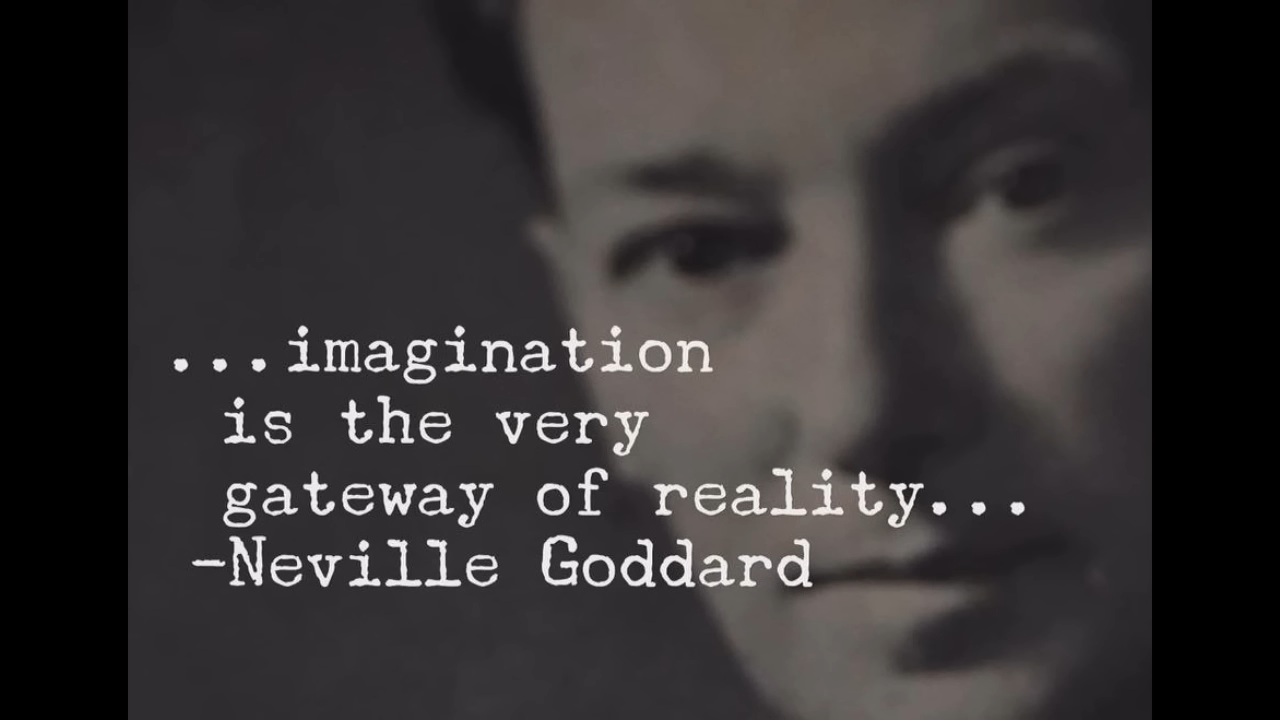 ...imagination
is the very
gateway of reality...
-Neville Goddard